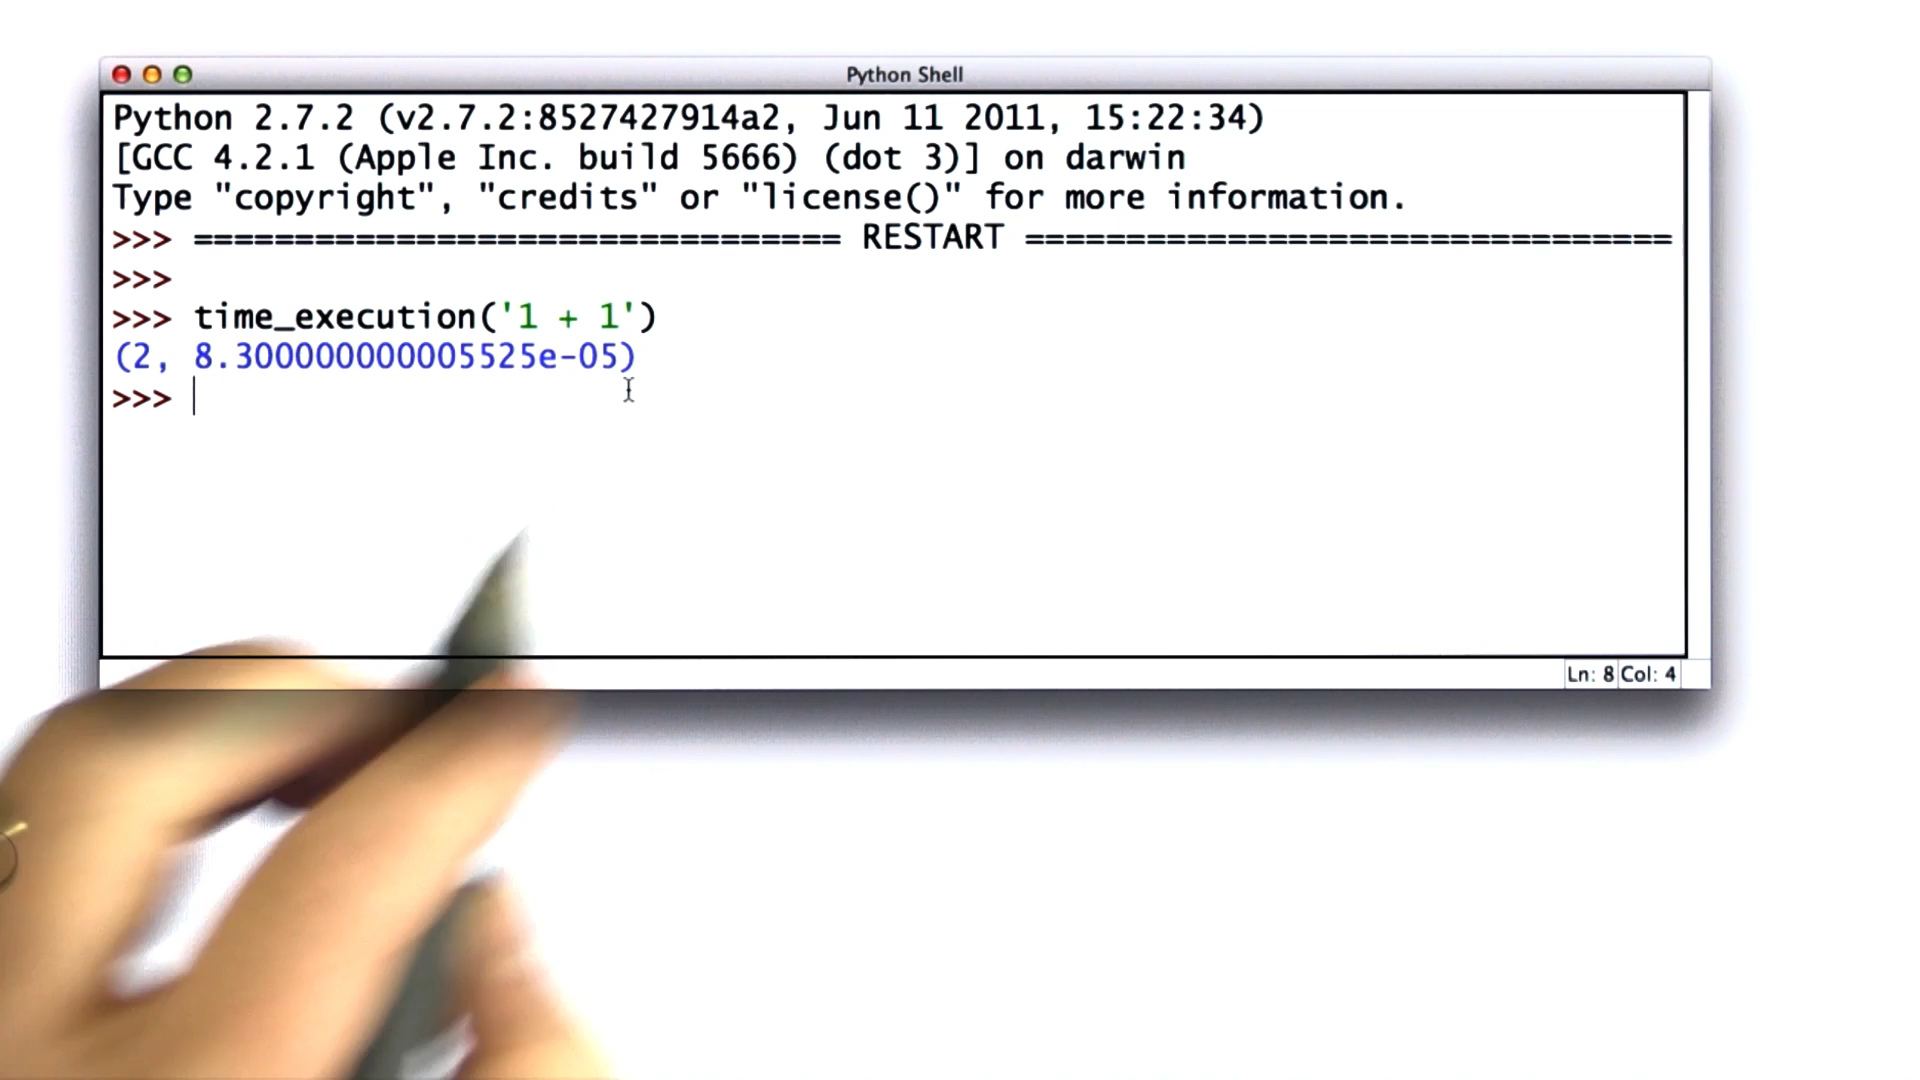 Python Shell
Python 2.7.2 (v2.7.2:8527427914a2, Jun 11 2011, 15:22:34)
[GCC 4.2.1 (Apple Inc. build 5666) (dot 3)] on darwin
Type "copyright", "credits" or "license()" for more information.
>>> ================================ RESTART ================================
>>>
>>> time_execution('1 + 1')
(2, 8.300000000005525e-05)
>>>
Ln: 8 Col: 4